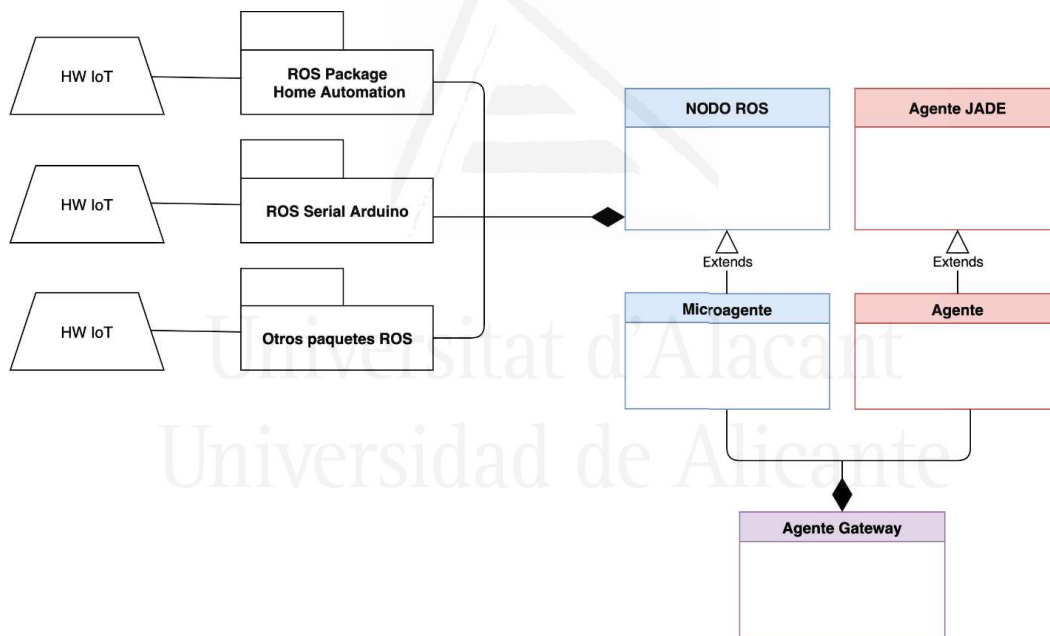 HW IoT
ROS Package
Home Automation
NODO ROS
Agente JADE
HW IoT
ROS Serial Arduino
Extends
Extends
HW IoT
Otros paquetes ROS
Microagente
Agente
Universitat d'Alacant
Universidad de Alicante
Agente Gateway